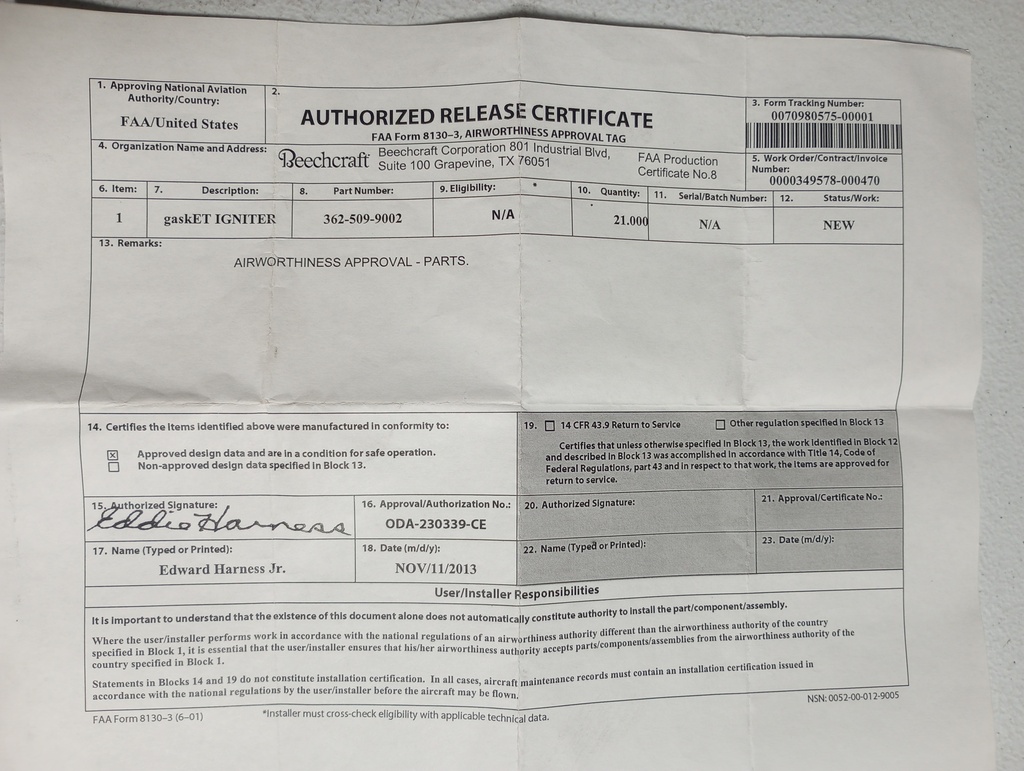 1. Approving National Aviation
Authority/Country:
FAA/United States
2.
AUTHORIZED RELEASE CERTIFICATE
FAA Form 8130–3, AIRWORTHINESS APPROVAL TAG
3. Form Tracking Number:
0070980575-00001
4. Organization Name and Address:
Beechcraft
Beechcraft Corporation 801 Industrial Blvd,
Suite 100 Grapevine, TX 76051
FAA Production
Certificate No.8
5. Work Order/Contract/Invoice
Number:
0000349578-000470
6. Item: 7. Description: 8. Part Number: 9. Eligibility: * 10. Quantity: 11. Serial/Batch Number: 12. Status/Work:
1 gaskET IGNITER 362-509-9002 N/A 21.000 N/A NEW
13. Remarks:
AIRWORTHINESS APPROVAL - PARTS.
14. Certifies the items identified above were manufactured in conformity to:
☒ Approved design data and are in a condition for safe operation.
☐ Non-approved design data specified in Block 13.
19. ☐ 14 CFR 43.9 Return to Service ☐ Other regulation specified in Block 13
Certifies that unless otherwise specified in Block 13, the work identified in Block 12
and described in Block 13 was accomplished in accordance with Title 14, Code of
Federal Regulations, part 43 and in respect to that work, the items are approved for
return to service.
15. Authorized Signature:
Eddie Harness
16. Approval/Authorization No.:
ODA-230339-CE
20. Authorized Signature:
21. Approval/Certificate No.:
17. Name (Typed or Printed):
Edward Harness Jr.
18. Date (m/d/y):
NOV/11/2013
22. Name (Typed or Printed):
23. Date (m/d/y):
User/Installer Responsibilities
It is important to understand that the existence of this document alone does not automatically constitute authority to install the part/component/assembly.
Where the user/installer performs work in accordance with the national regulations of an airworthiness authority different than the airworthiness authority of the country
specified in Block 1, it is essential that the user/installer ensures that his/her airworthiness authority accepts parts/components/assemblies from the airworthiness authority of the
country specified in Block 1.
Statements in Blocks 14 and 19 do not constitute installation certification. In all cases, aircraft maintenance records must contain an installation certification issued in
accordance with the national regulations by the user/installer before the aircraft may be flown.
FAA Form 8130–3 (6–01)
*Installer must cross-check eligibility with applicable technical data.
NSN: 0052-00-012-9005